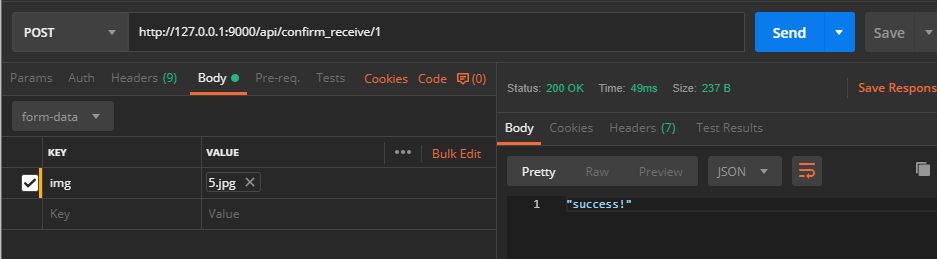 POST http://127.0.0.1:9000/api/confirm_receive/1 Send Save
Params Auth Headers (9) Body Pre-req. Tests Cookies Code (0)
Status: 200 OK Time: 49ms Size: 237 B Save Respons
form-data
Body Cookies Headers (7) Test Results
KEY VALUE ••• Bulk Edit
Pretty Raw Preview JSON
img 5.jpg
1 "success!"
Key Value